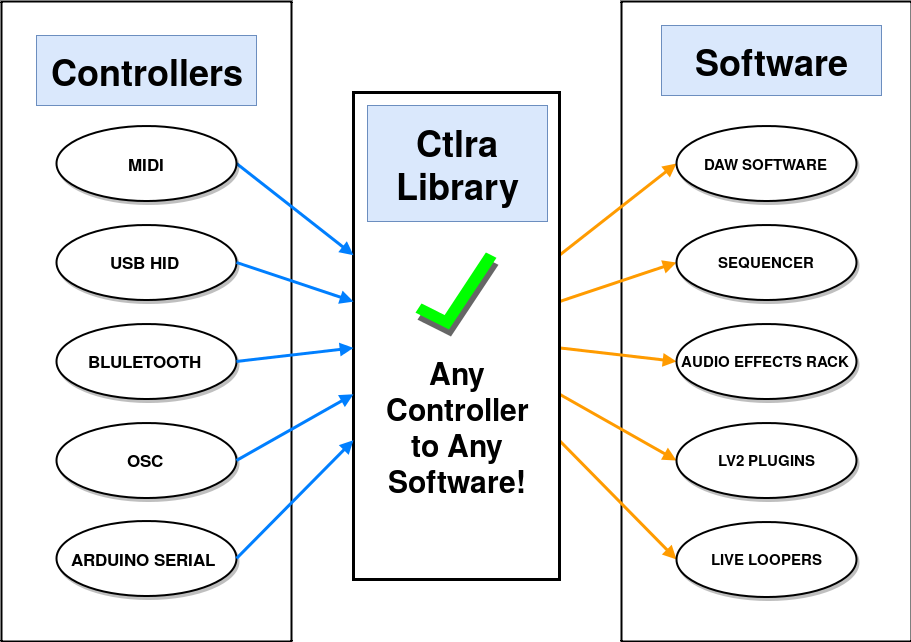 Controllers
MIDI
USB HID
BLULETOOTH
OSC
ARDUINO SERIAL
Ctlra
Library
Any
Controller
to Any
Software!
Software
DAW SOFTWARE
SEQUENCER
AUDIO EFFECTS RACK
LV2 PLUGINS
LIVE LOOPERS